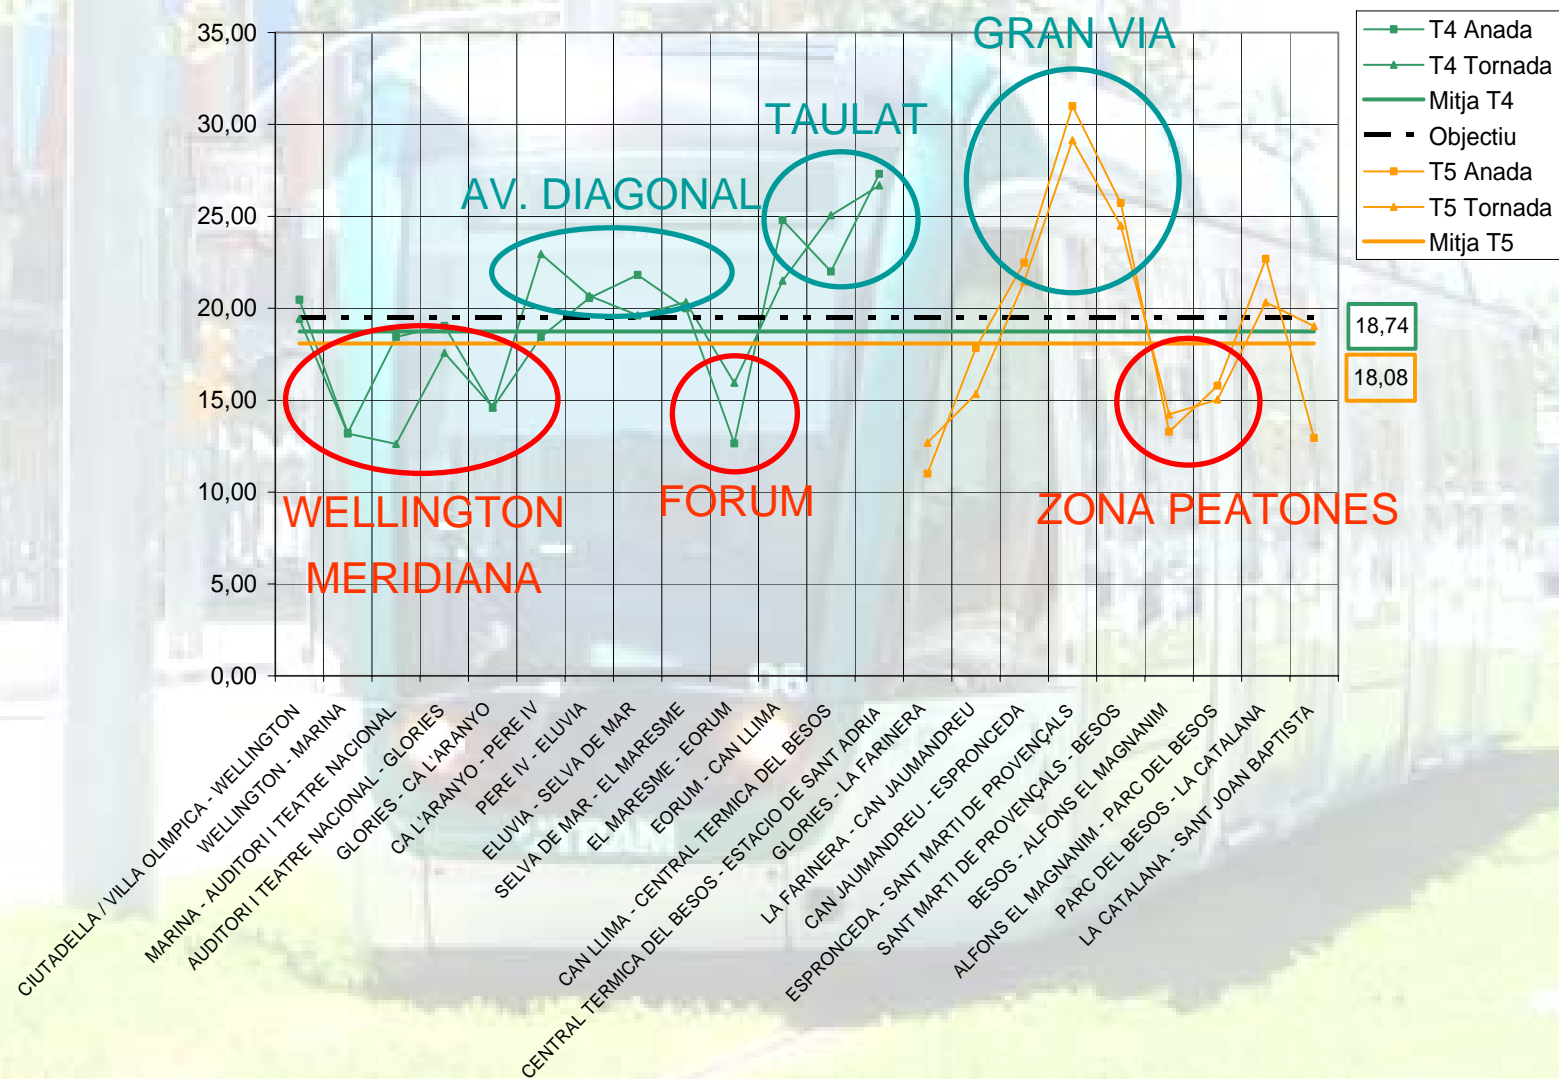 35,00
30,00
25,00
20,00
15,00
10,00
5,00
0,00
GRAN VIA
TAULAT
AV. DIAGONAL
WELLINGTON
MERIDIANA
FORUM
ZONA PEATONES
T4 Anada
T4 Tornada
Mitja T4
Objectiu
T5 Anada
T5 Tornada
Mitja T5
18,74
18,08
CIUTADELLA / VILLA OLIMPICA - WELLINGTON
WELLINGTON - MARINA
MARINA - AUDITORI I TEATRE NACIONAL
AUDITORI I TEATRE NACIONAL - GLORIES
GLORIES - CA L'ARANYO
CA L'ARANYO - PERE IV
PERE IV - ELUVIA
ELUVIA - SELVA DE MAR
SELVA DE MAR - EL MARESME
EL MARESME - EORUM
EORUM - CAN LLIMA
CAN LLIMA - CENTRAL TERMICA DEL BESOS
CENTRAL TERMICA DEL BESOS - ESTACIO DE SANT ADRIA
GLORIES - LA FARINERA
LA FARINERA - CAN JAUMANDREU
CAN JAUMANDREU - ESPRONCEDA
ESPRONCEDA - SANT MARTI DE PROVENÇALS
SANT MARTI DE PROVENÇALS - BESOS
BESOS - ALFONS EL MAGNANIM
ALFONS EL MAGNANIM - PARC DEL BESOS
PARC DEL BESOS - LA CATALANA
LA CATALANA - SANT JOAN BAPTISTA